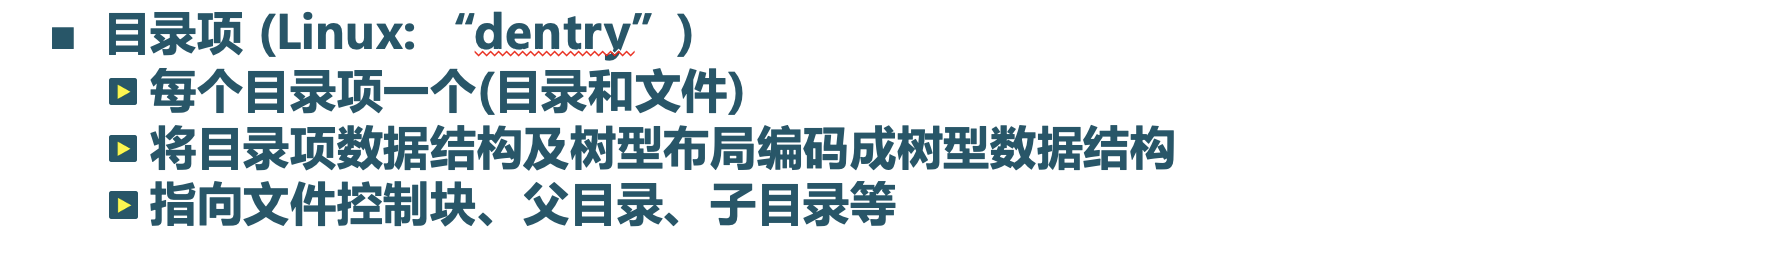 目录项 (Linux: “dentry”)
每个目录项一个(目录和文件)
将目录项数据结构及树型布局编码成树型数据结构
指向文件控制块、父目录、子目录等